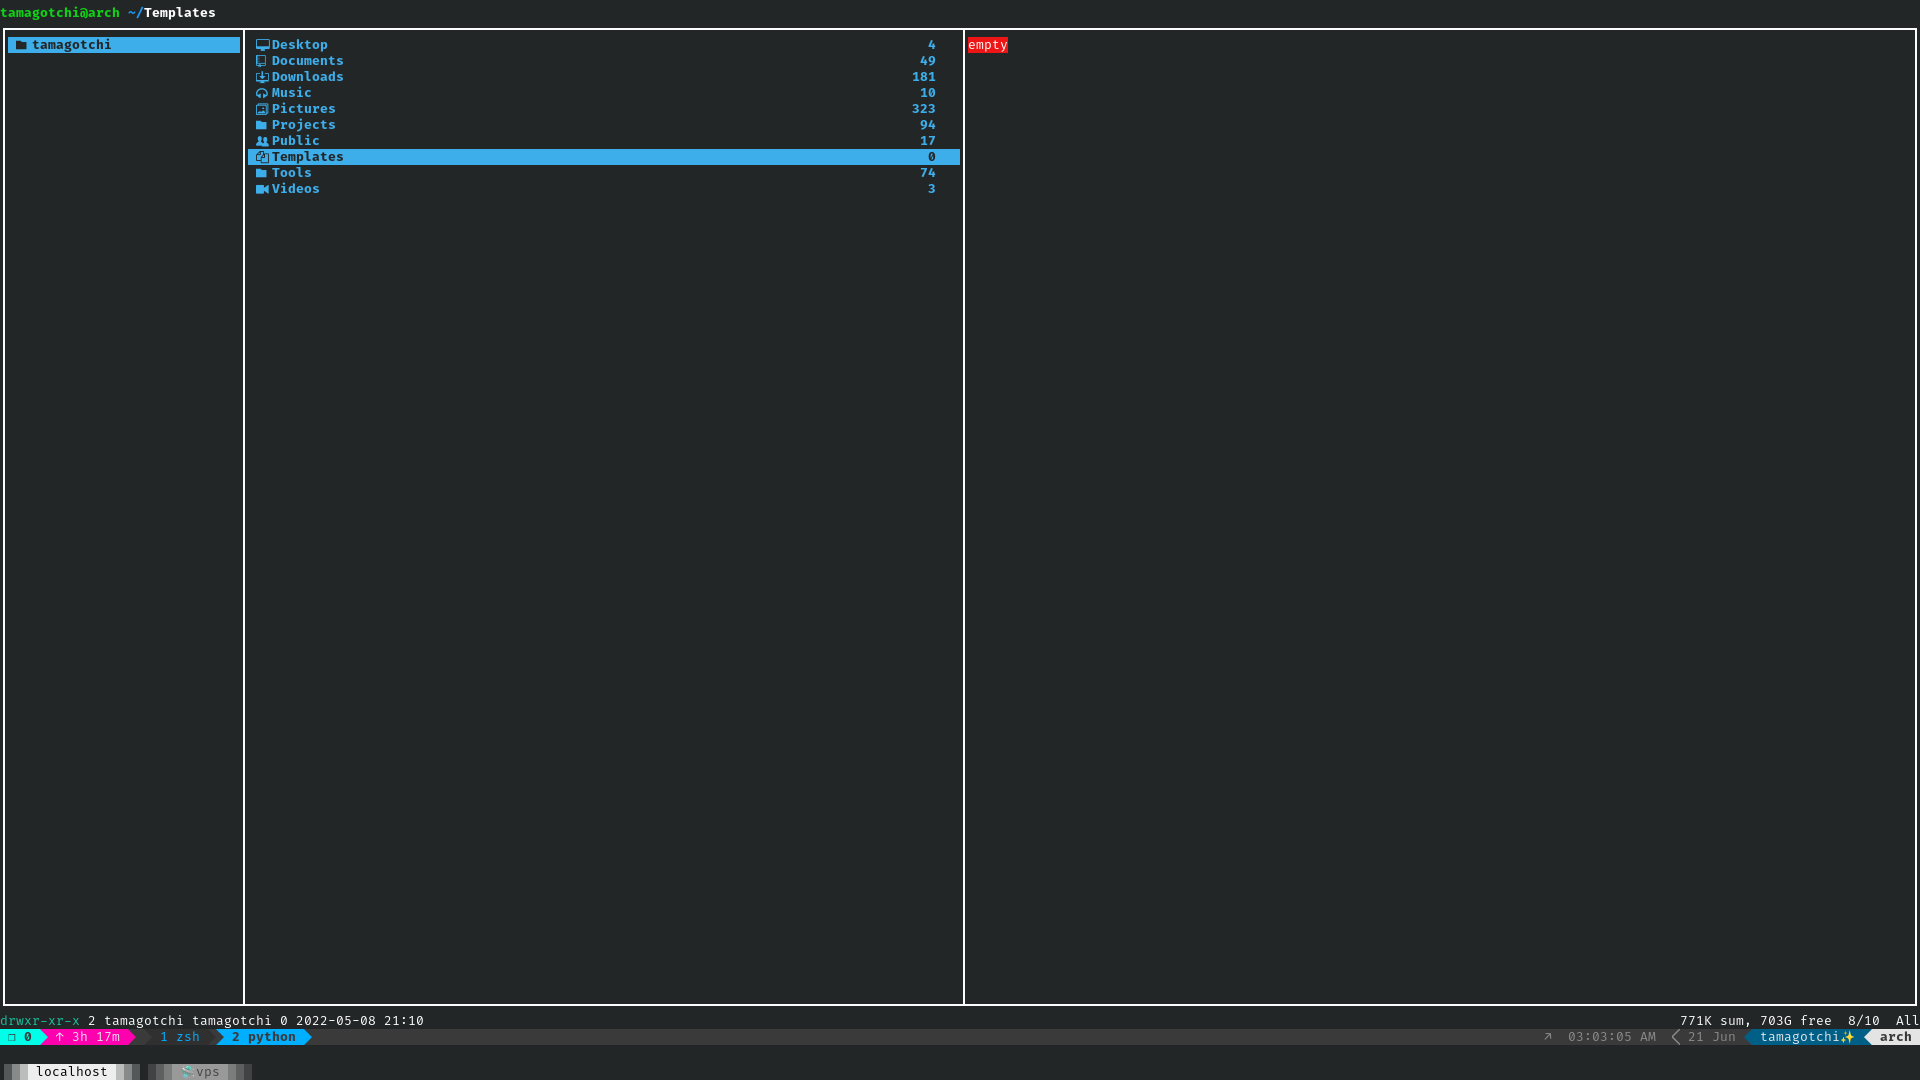 tamagotchi@arch ~/Templates
tamagotchi
Desktop 4
Documents 49
Downloads 181
Music 10
Pictures 323
Projects 94
Public 17
Templates 0
Tools 74
Videos 3
empty
drwxr-xr-x 2 tamagotchi tamagotchi 0 2022-05-08 21:10 771K sum, 703G free 8/10 All
❐ 0 ↑ 3h 17m 1 zsh 2 python ↗ 03:03:05 AM 21 Jun tamagotchi✨ arch
localhost vps